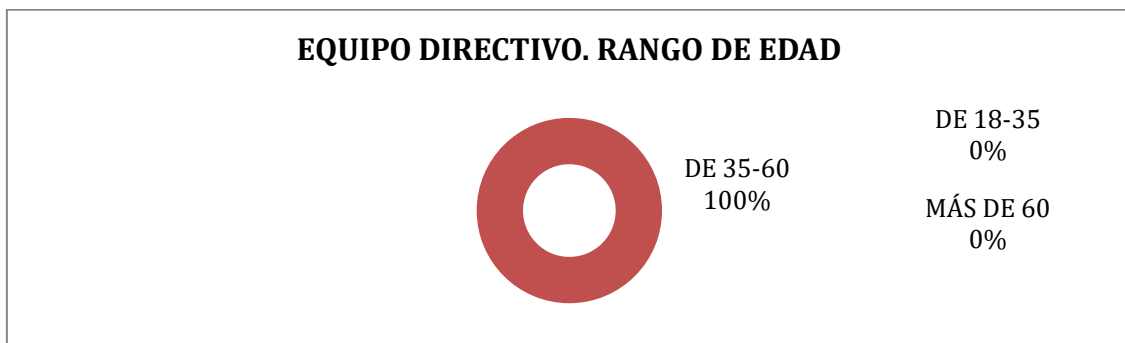 EQUIPO DIRECTIVO. RANGO DE EDAD
DE 35-60
100%
DE 18-35
0%
MÁS DE 60
0%